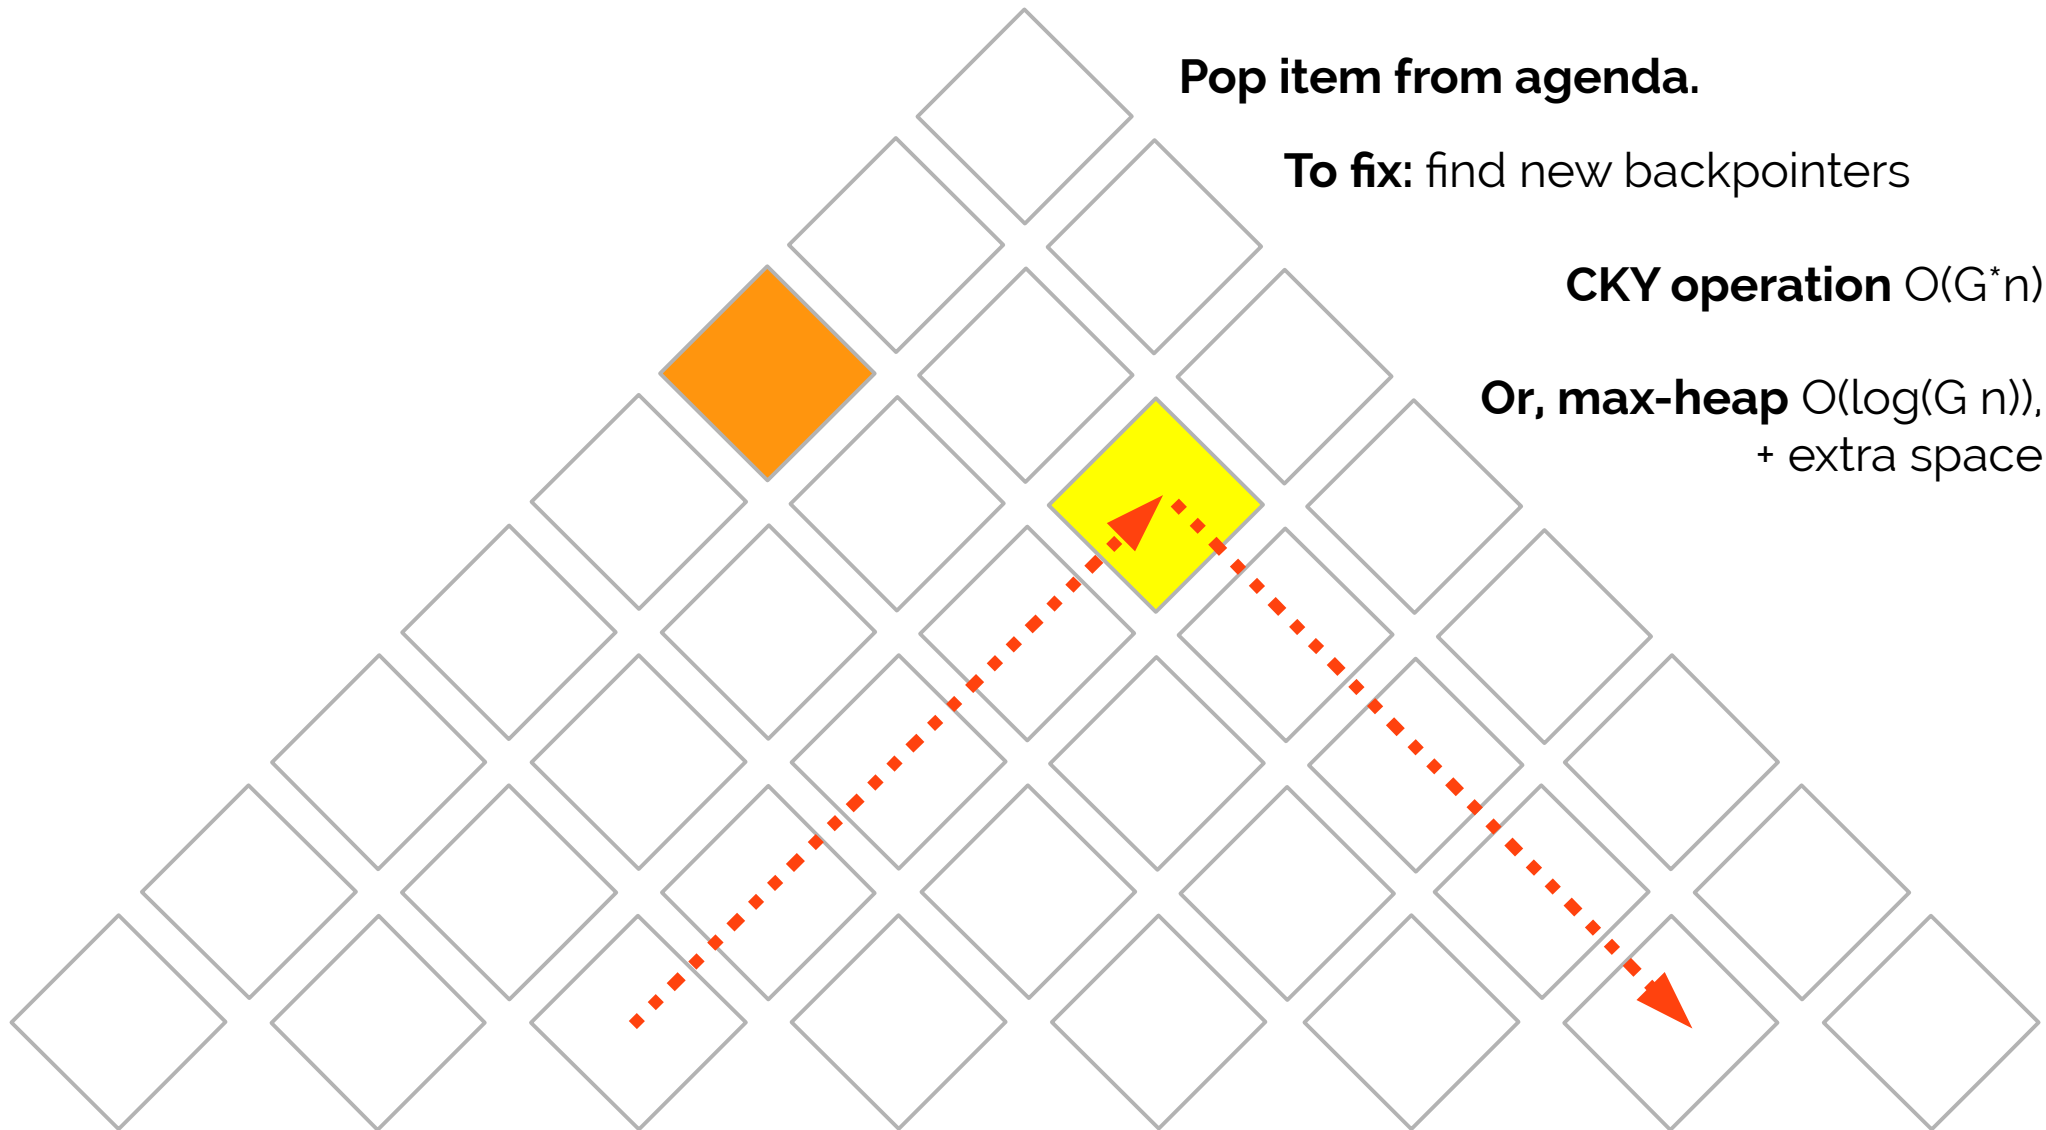 Pop item from agenda.
To fix: find new backpointers
CKY operation O(G*n)
Or, max-heap O(log(G n)),
+ extra space